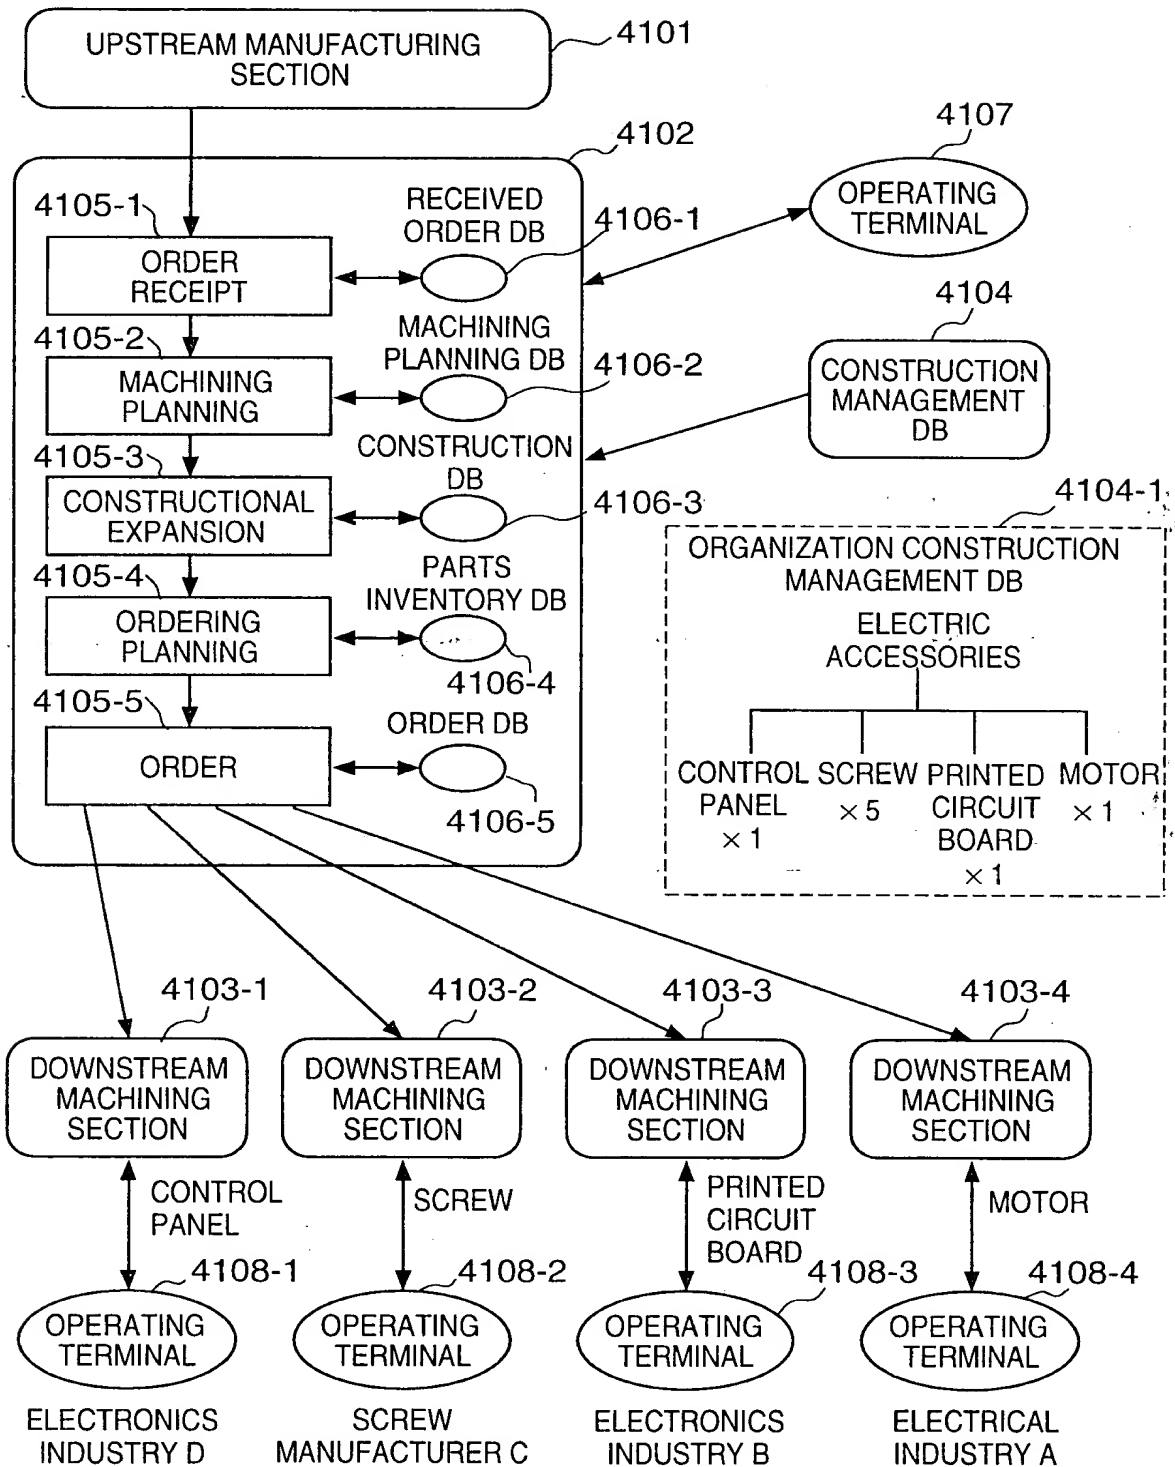 UPSTREAM MANUFACTURING
SECTION
4101
4102
4107
OPERATING
TERMINAL
4105-1
RECEIVED
ORDER DB
4106-1
ORDER
RECEIPT
4104
CONSTRUCTION
MANAGEMENT
DB
4105-2
MACHINING
PLANNING DB
4106-2
MACHINING
PLANNING
4105-3
CONSTRUCTION
DB
4106-3
CONSTRUCTIONAL
EXPANSION
4105-4
PARTS
INVENTORY DB
ORDERING
PLANNING
4106-4
4105-5
ORDER DB
ORDER
4106-5
4104-1
ORGANIZATION CONSTRUCTION
MANAGEMENT DB
ELECTRIC
ACCESSORIES
CONTROL
PANEL
×1
SCREW
×5
PRINTED
CIRCUIT
BOARD
×1
MOTOR
×1
4103-1
DOWNSTREAM
MACHINING
SECTION
4103-2
DOWNSTREAM
MACHINING
SECTION
4103-3
DOWNSTREAM
MACHINING
SECTION
4103-4
DOWNSTREAM
MACHINING
SECTION
CONTROL
PANEL
SCREW
PRINTED
CIRCUIT
BOARD
MOTOR
4108-1
OPERATING
TERMINAL
4108-2
OPERATING
TERMINAL
4108-3
OPERATING
TERMINAL
4108-4
OPERATING
TERMINAL
ELECTRONICS
INDUSTRY D
SCREW
MANUFACTURER C
ELECTRONICS
INDUSTRY B
ELECTRICAL
INDUSTRY A